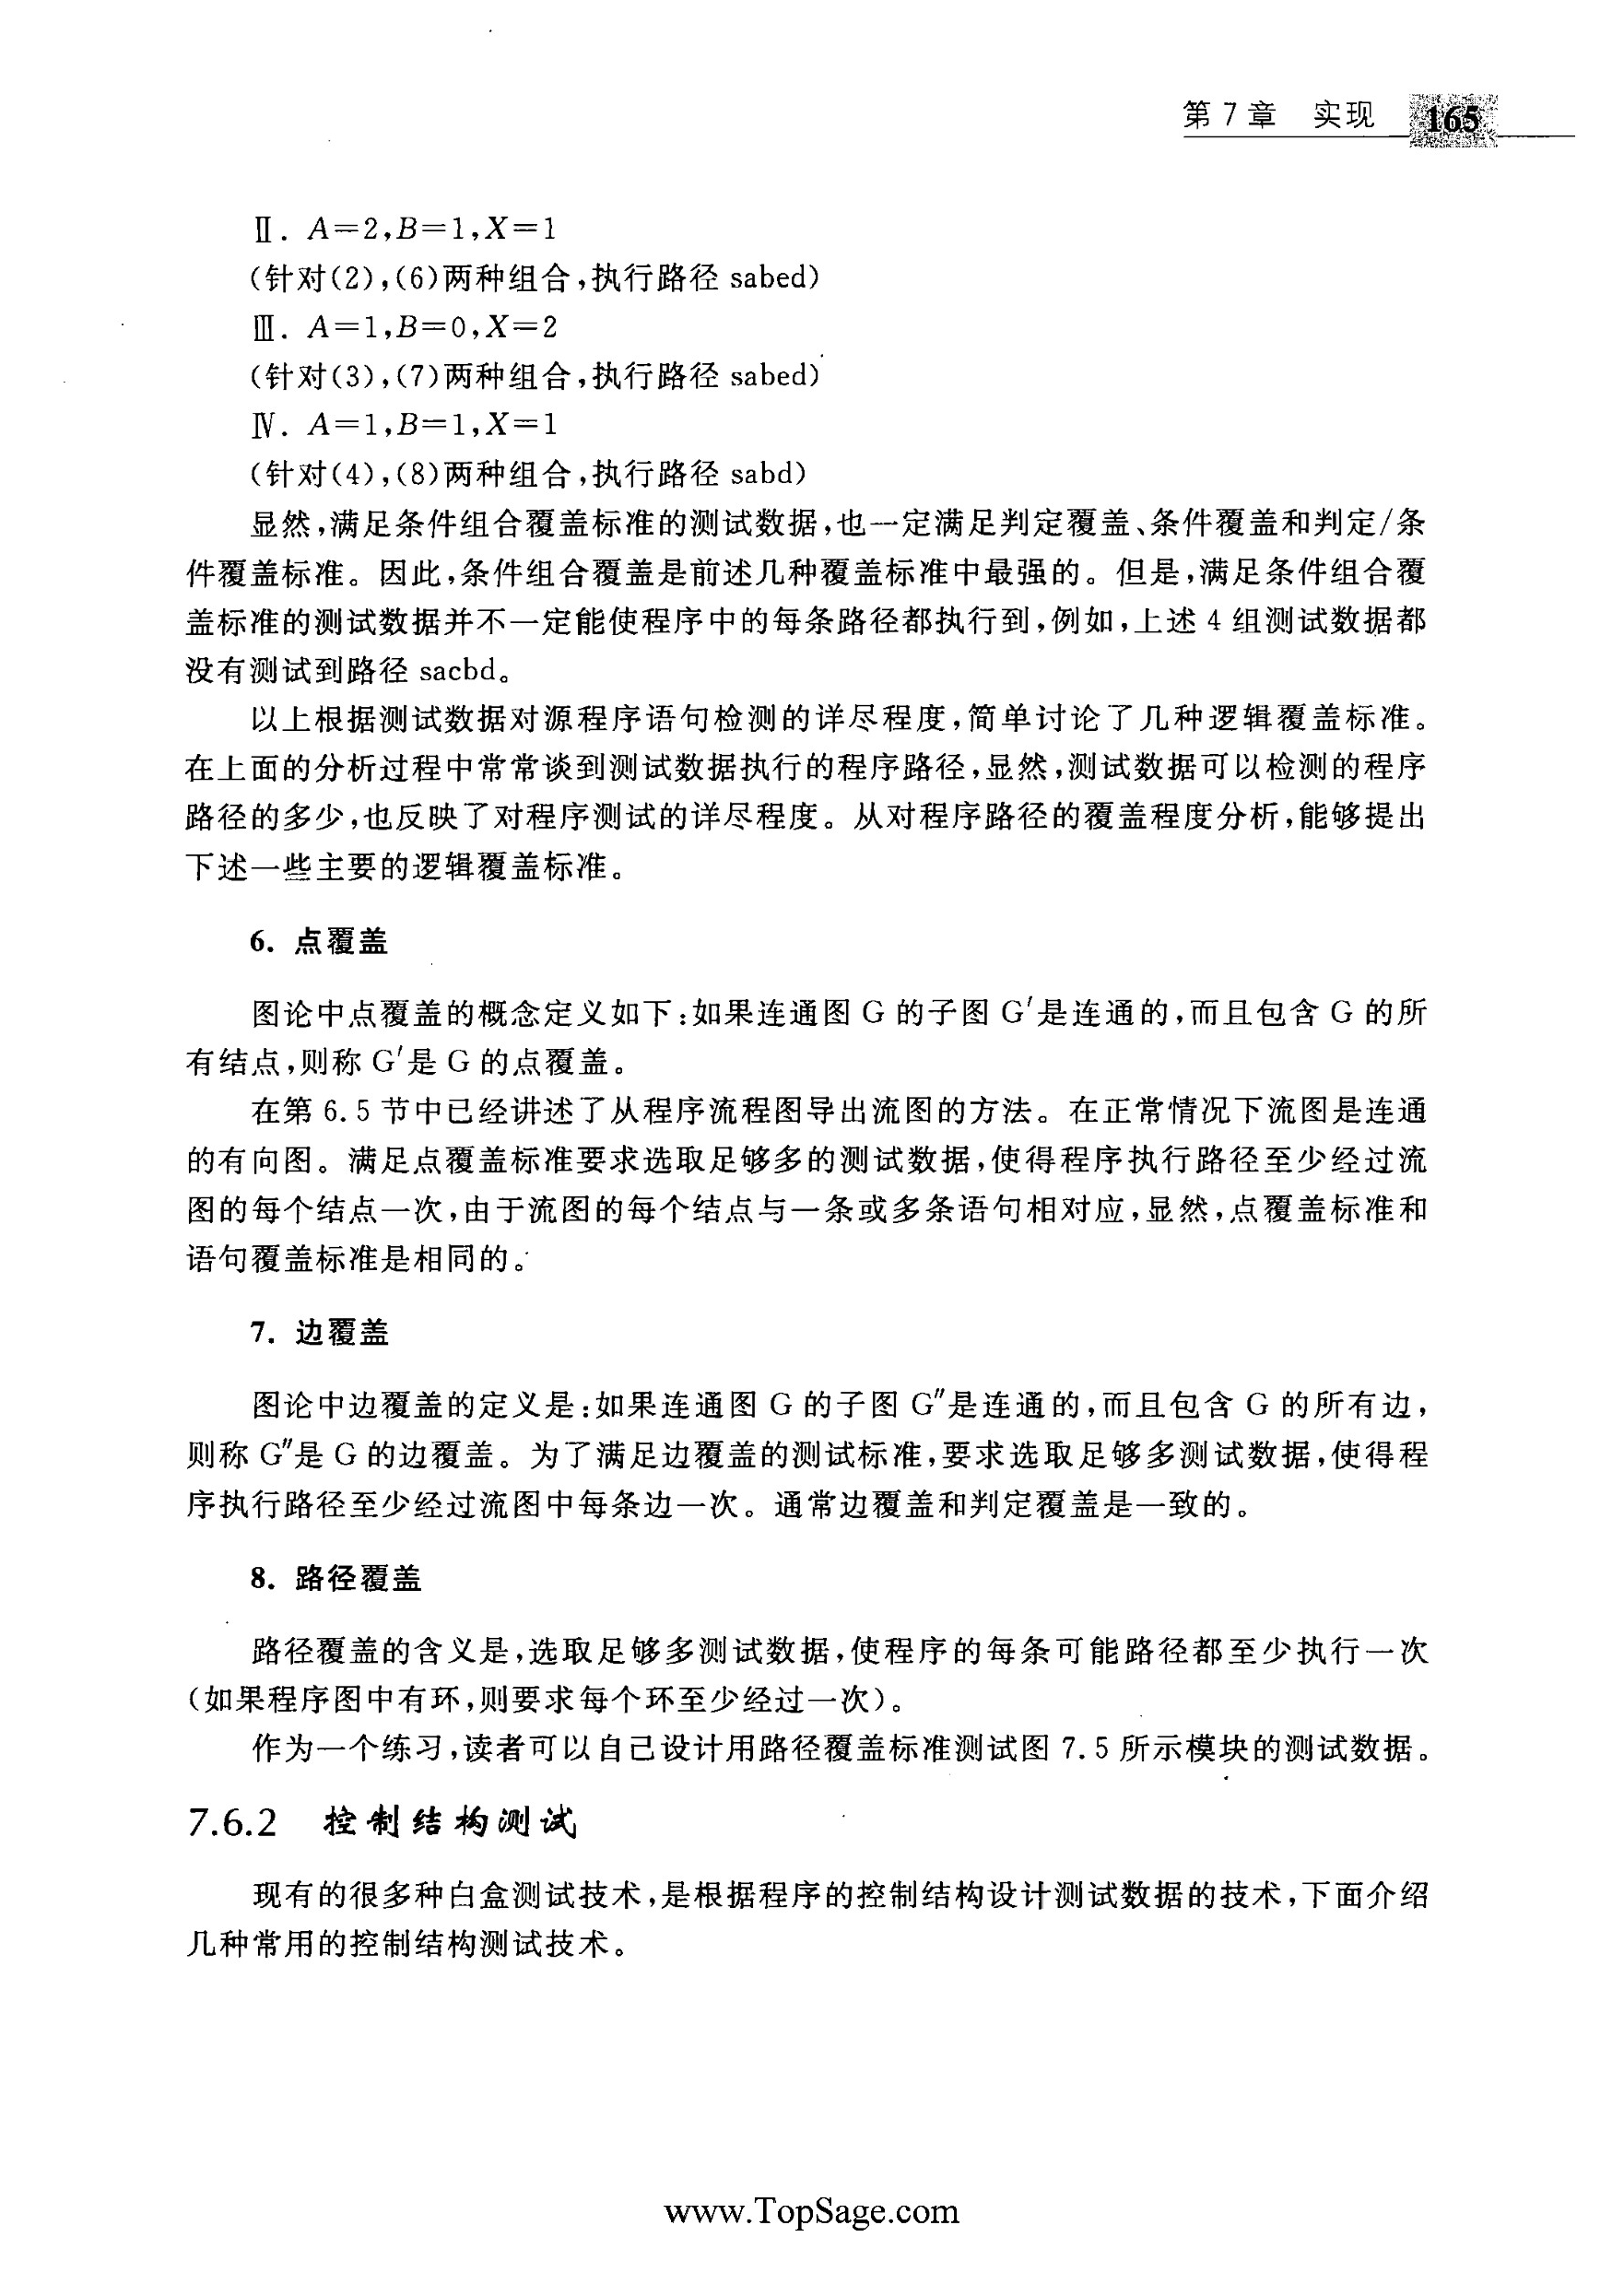 第 7 章　实现　165
Ⅱ. A=2,B=1,X=1
(针对(2),(6)两种组合,执行路径 sabed)
Ⅲ. A=1,B=0,X=2
(针对(3),(7)两种组合,执行路径 sabed)
Ⅳ. A=1,B=1,X=1
(针对(4),(8)两种组合,执行路径 sabd)
显然,满足条件组合覆盖标准的测试数据,也一定满足判定覆盖、条件覆盖和判定/条
件覆盖标准。因此,条件组合覆盖是前述几种覆盖标准中最强的。但是,满足条件组合覆
盖标准的测试数据并不一定能使程序中的每条路径都执行到,例如,上述 4 组测试数据都
没有测试到路径 sacbd。
以上根据测试数据对源程序语句检测的详尽程度,简单讨论了几种逻辑覆盖标准。
在上面的分析过程中常常谈到测试数据执行的程序路径,显然,测试数据可以检测的程序
路径的多少,也反映了对程序测试的详尽程度。从对程序路径的覆盖程度分析,能够提出
下述一些主要的逻辑覆盖标准。
6. 点覆盖
图论中点覆盖的概念定义如下:如果连通图 G 的子图 G′是连通的,而且包含 G 的所
有结点,则称 G′是 G 的点覆盖。
在第 6.5 节中已经讲述了从程序流程图导出流图的方法。在正常情况下流图是连通
的有向图。满足点覆盖标准要求选取足够多的测试数据,使得程序执行路径至少经过流
图的每个结点一次,由于流图的每个结点与一条或多条语句相对应,显然,点覆盖标准和
语句覆盖标准是相同的。
7. 边覆盖
图论中边覆盖的定义是:如果连通图 G 的子图 G″是连通的,而且包含 G 的所有边,
则称 G″是 G 的边覆盖。为了满足边覆盖的测试标准,要求选取足够多测试数据,使得程
序执行路径至少经过流图中每条边一次。通常边覆盖和判定覆盖是一致的。
8. 路径覆盖
路径覆盖的含义是,选取足够多测试数据,使程序的每条可能路径都至少执行一次
(如果程序图中有环,则要求每个环至少经过一次)。
作为一个练习,读者可以自己设计用路径覆盖标准测试图 7.5 所示模块的测试数据。
7.6.2　控制结构测试
现有的很多种白盒测试技术,是根据程序的控制结构设计测试数据的技术,下面介绍
几种常用的控制结构测试技术。
www.TopSage.com